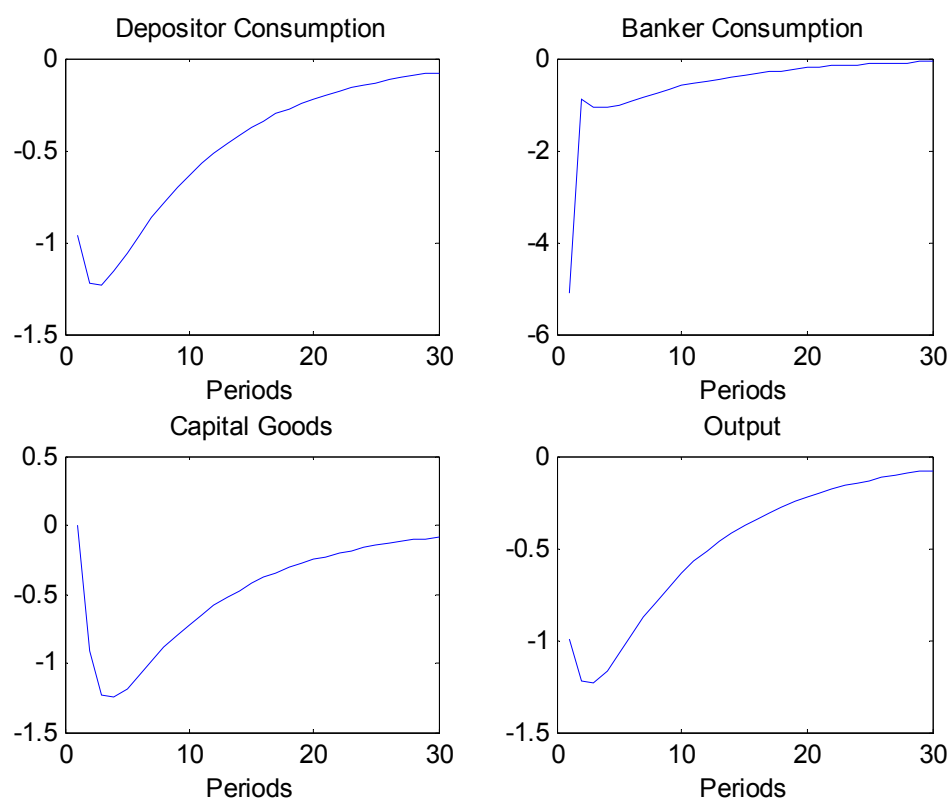 Depositor Consumption
0
-0.5
-1
-1.5
0 10 20 30
Periods
Banker Consumption
0
-2
-4
-6
0 10 20 30
Periods
Capital Goods
0.5
0
-0.5
-1
-1.5
0 10 20 30
Periods
Output
0
-0.5
-1
-1.5
0 10 20 30
Periods